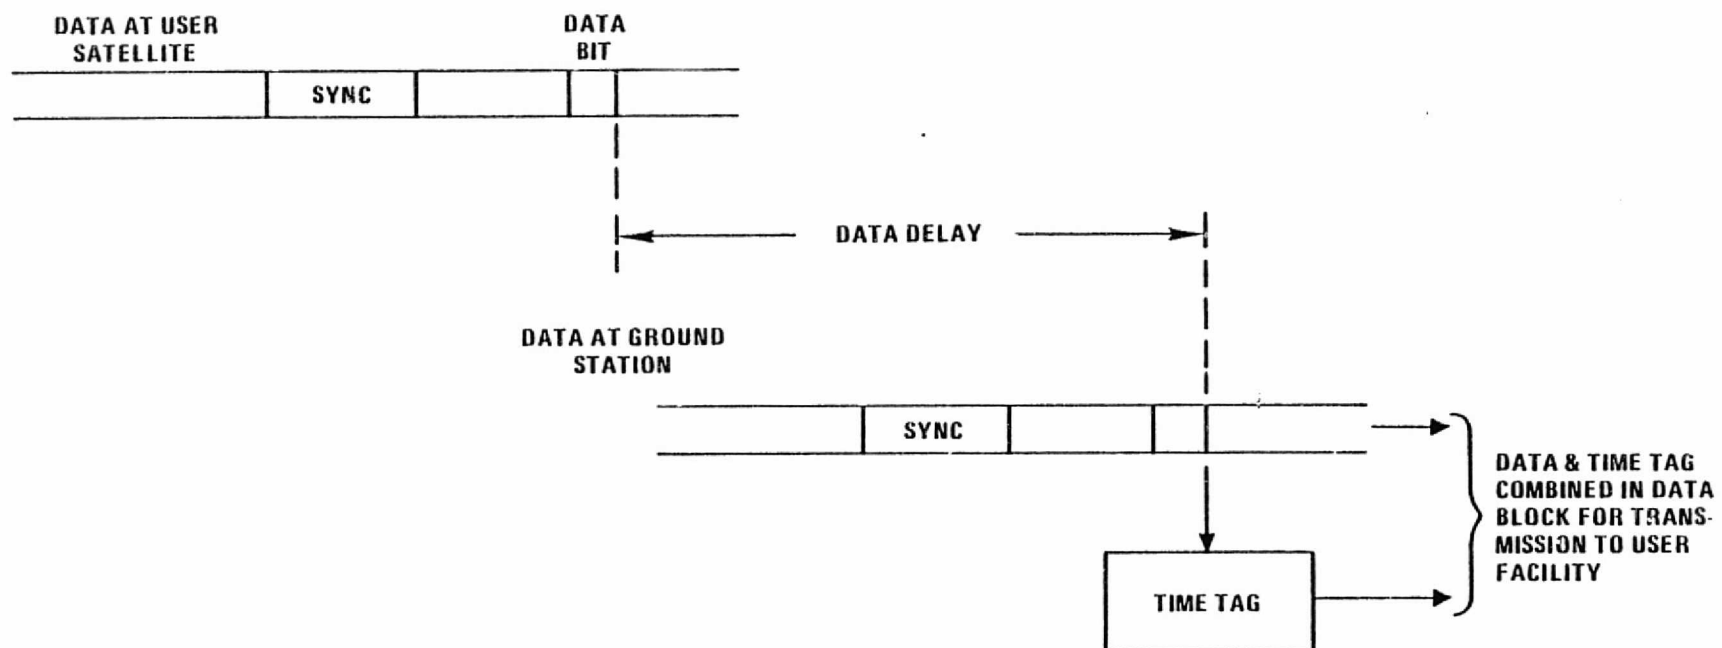 DATA AT USER
SATELLITE
DATA
BIT
SYNC
DATA DELAY
DATA AT GROUND
STATION
SYNC
DATA & TIME TAG
COMBINED IN DATA
BLOCK FOR TRANS-
MISSION TO USER
FACILITY
TIME TAG